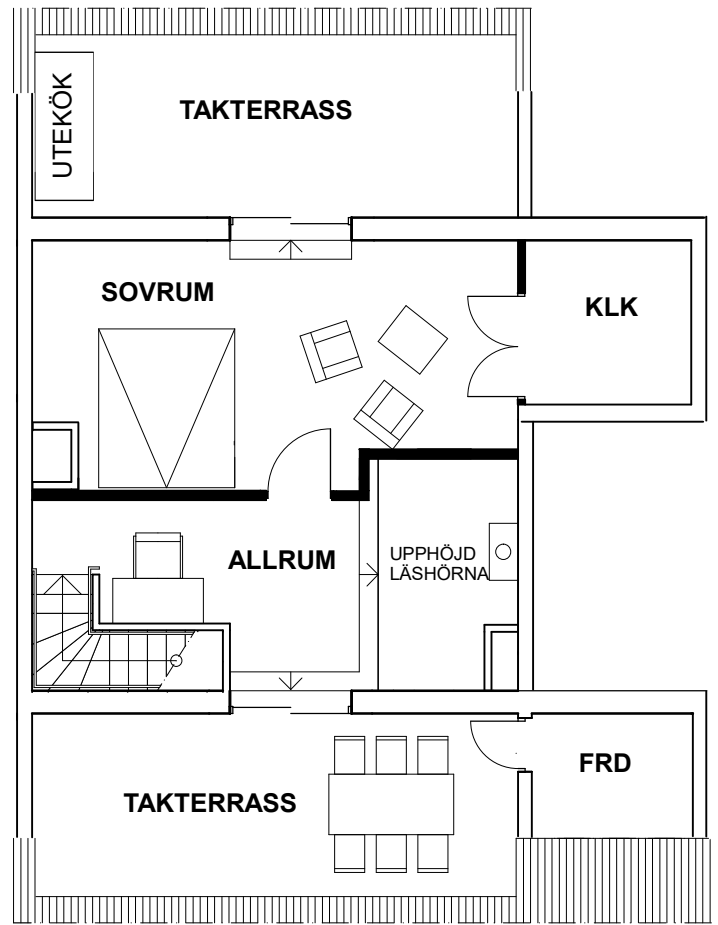 UTEKÖK
TAKTERRASS
SOVRUM
KLK
ALLRUM
UPPHÖJD
LÄSHÖRNA
FRD
TAKTERRASS